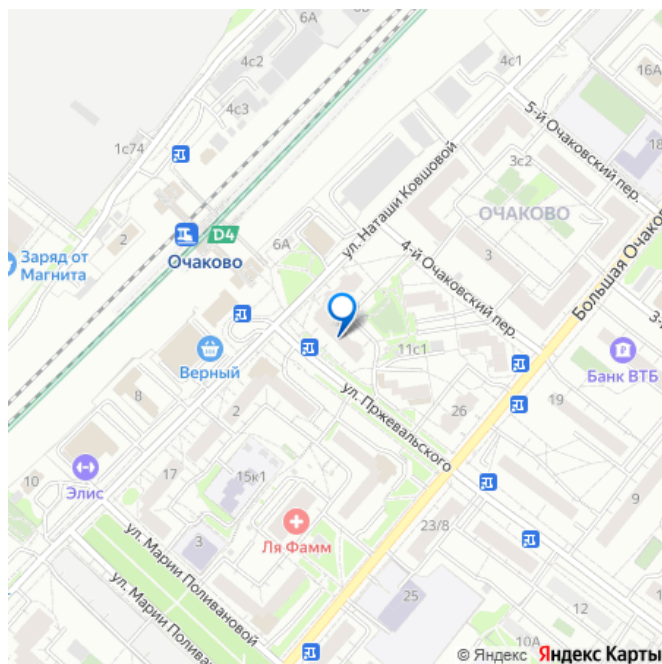 6А
4с2
4с3
4с1
16А
5-й Очаковский пер.
18
1с74
3с2
ул. Наташи Ковшовой
ОЧАКОВО
2
D4
6А
3
Заряд от
Магнита
Очаково
4-й Очаковский пер.
Большая Очако
3-
11с1
Верный
Банк ВТБ
8
2
ул. Пржевальского
26
19
10
Элис
17
15к1
9
Ля Фамм
23/8
3
ул. Марии Поливановой
ул. Марии Поливан
25
10А
© Яндекс Яндекс Карты